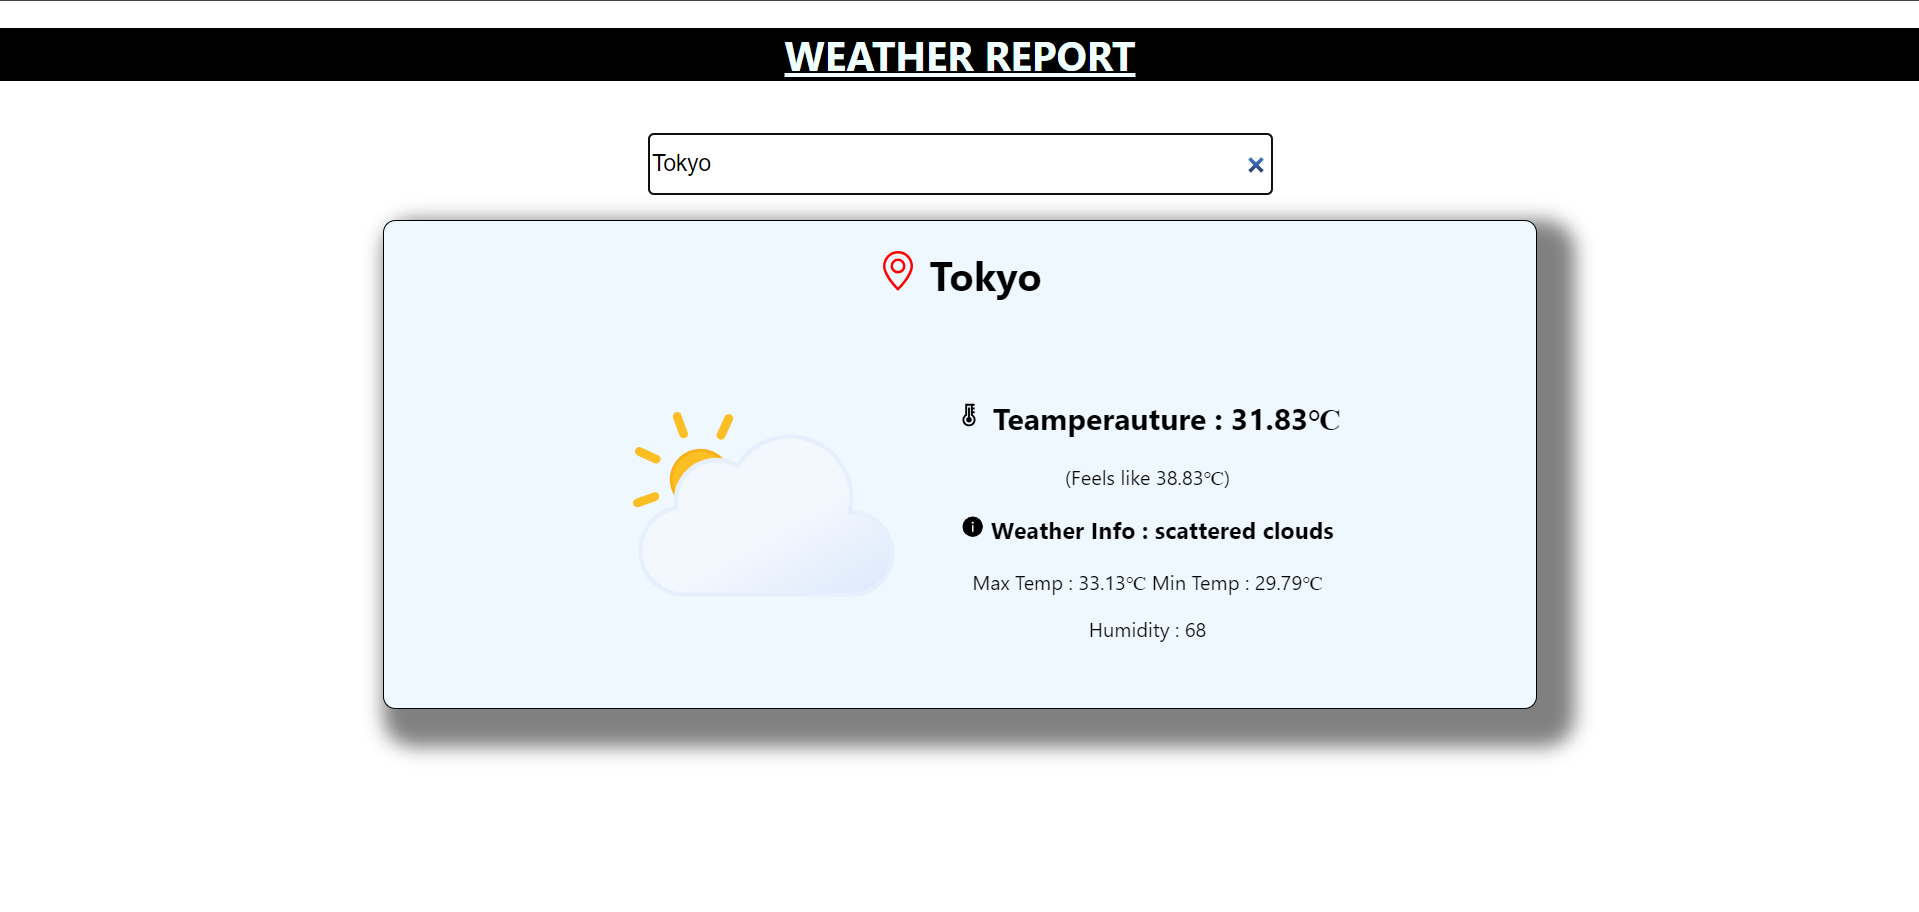 WEATHER REPORT
Tokyo
Tokyo
Teamperauture : 31.83℃
(Feels like 38.83℃)
Weather Info : scattered clouds
Max Temp : 33.13℃ Min Temp : 29.79℃
Humidity : 68